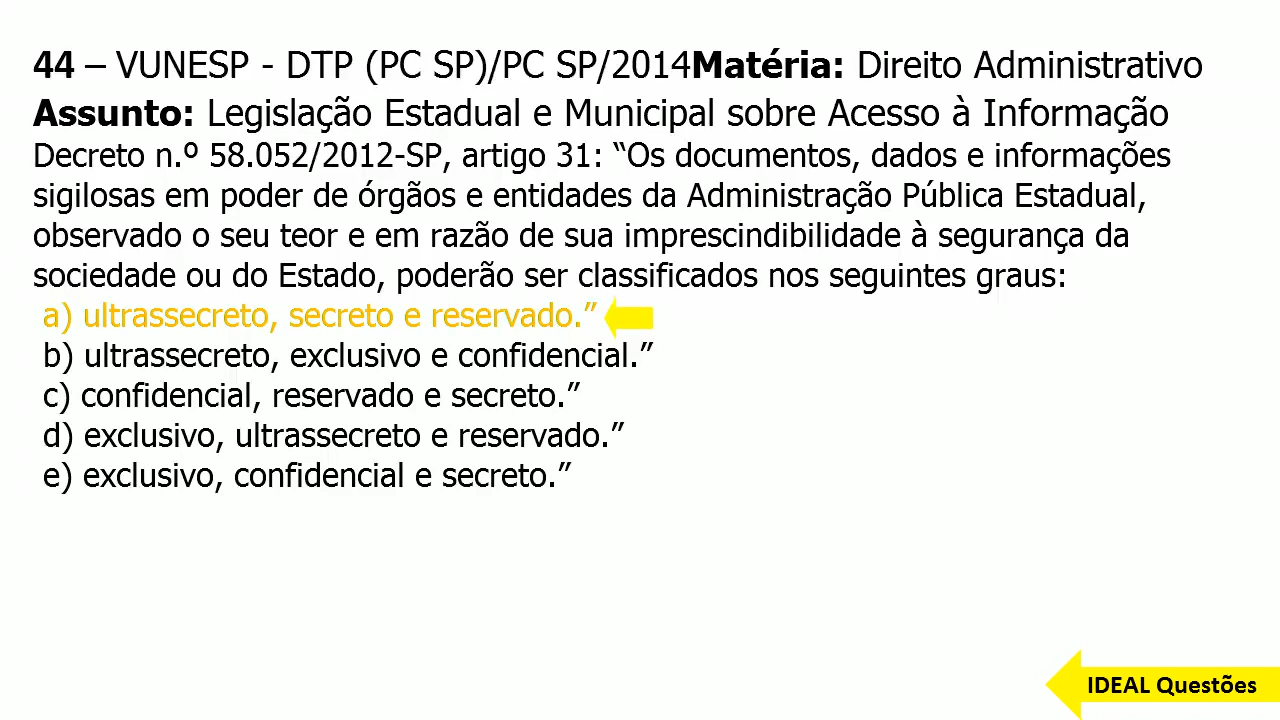 44 – VUNESP - DTP (PC SP)/PC SP/2014Matéria: Direito Administrativo
Assunto: Legislação Estadual e Municipal sobre Acesso à Informação
Decreto n.º 58.052/2012-SP, artigo 31: “Os documentos, dados e informações
sigilosas em poder de órgãos e entidades da Administração Pública Estadual,
observado o seu teor e em razão de sua imprescindibilidade à segurança da
sociedade ou do Estado, poderão ser classificados nos seguintes graus:
a) ultrassecreto, secreto e reservado.”
b) ultrassecreto, exclusivo e confidencial.”
c) confidencial, reservado e secreto.”
d) exclusivo, ultrassecreto e reservado.”
e) exclusivo, confidencial e secreto.”
IDEAL Questões